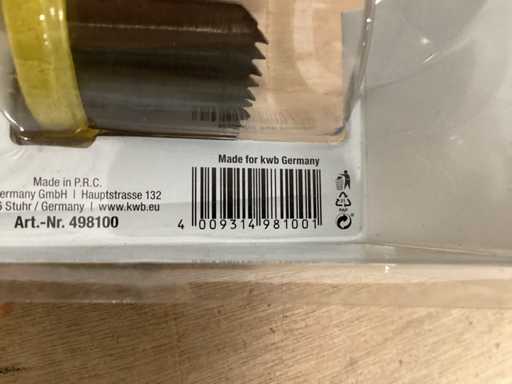 Made for kwb Germany
Made in P.R.C.
ermany GmbH | Hauptstrasse 132
Stuhr / Germany | www.kwb.eu
Art.-Nr. 498100
4 009314 981001
PAP